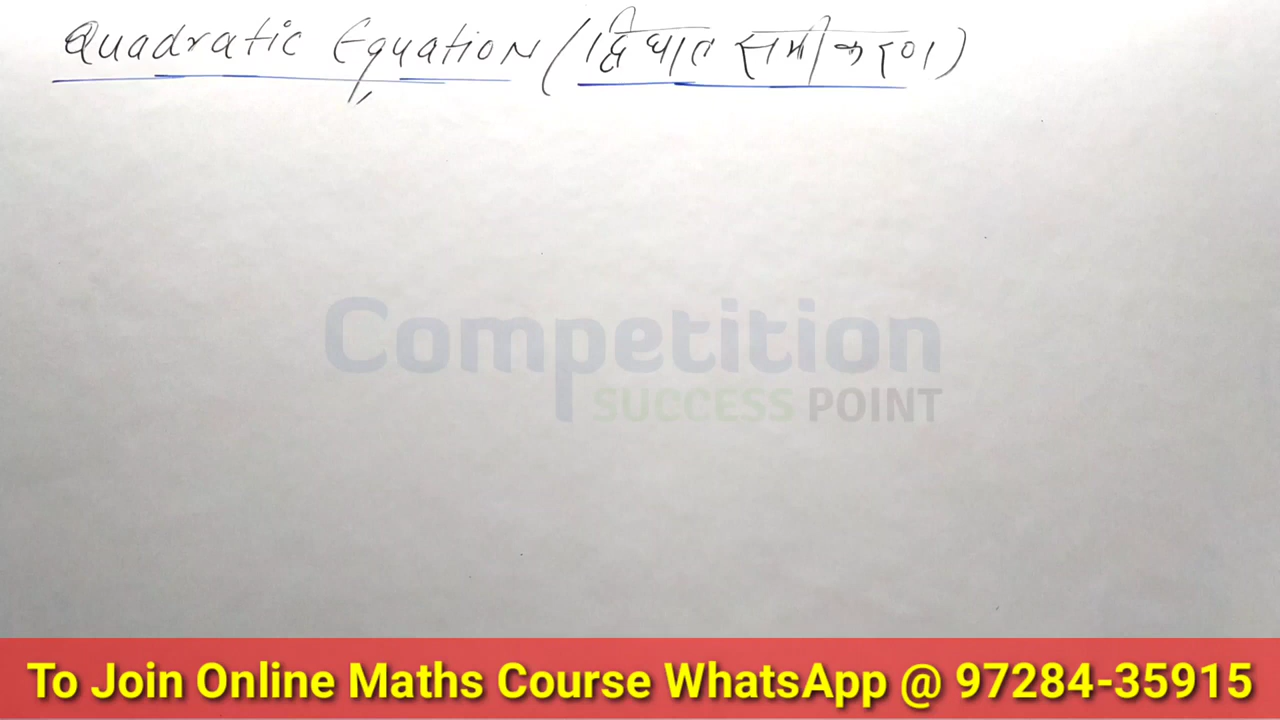 Quadratic Equation (द्विघात समीकरण)
Competition
SUCCESS POINT
To Join Online Maths Course WhatsApp @ 97284-35915